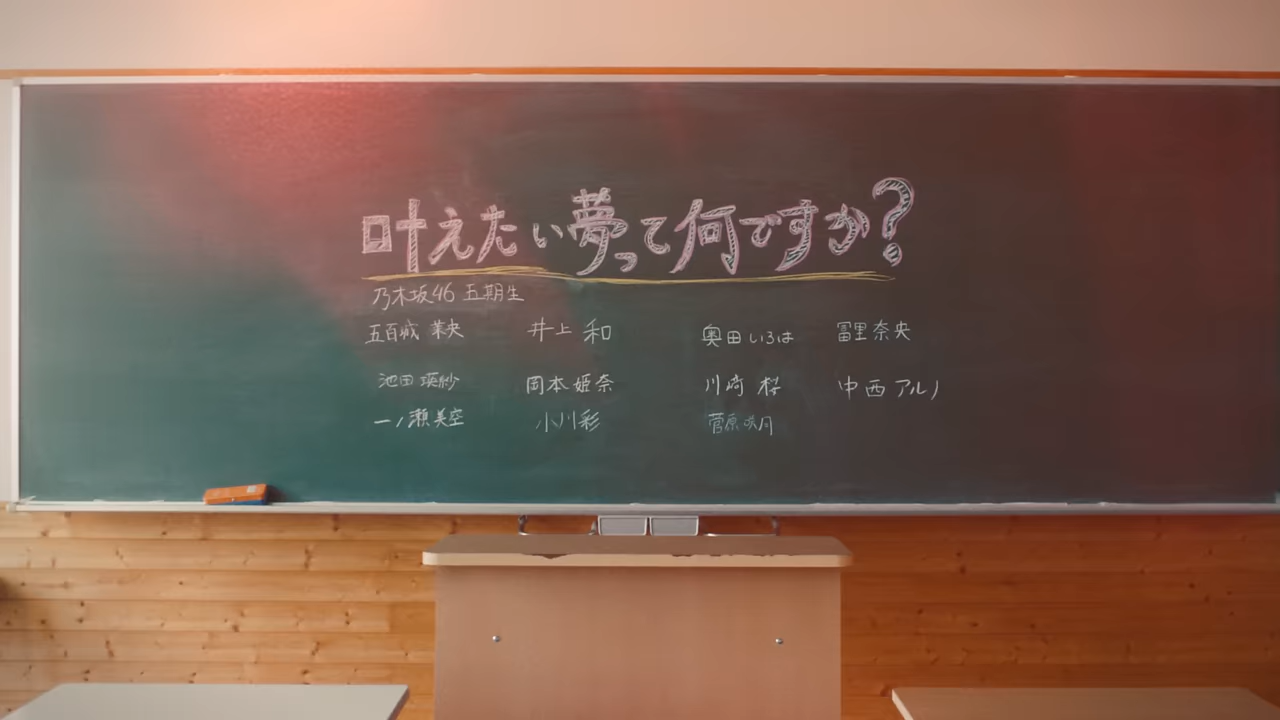 叶えたい夢って何ですか?
乃木坂46 五期生
五百城 茉央 井上 和 奥田いろは 冨里奈央
池田 瑛紗 岡本姫奈 川﨑 桜 中西アルノ
一ノ瀬美空 小川彩 菅原咲月